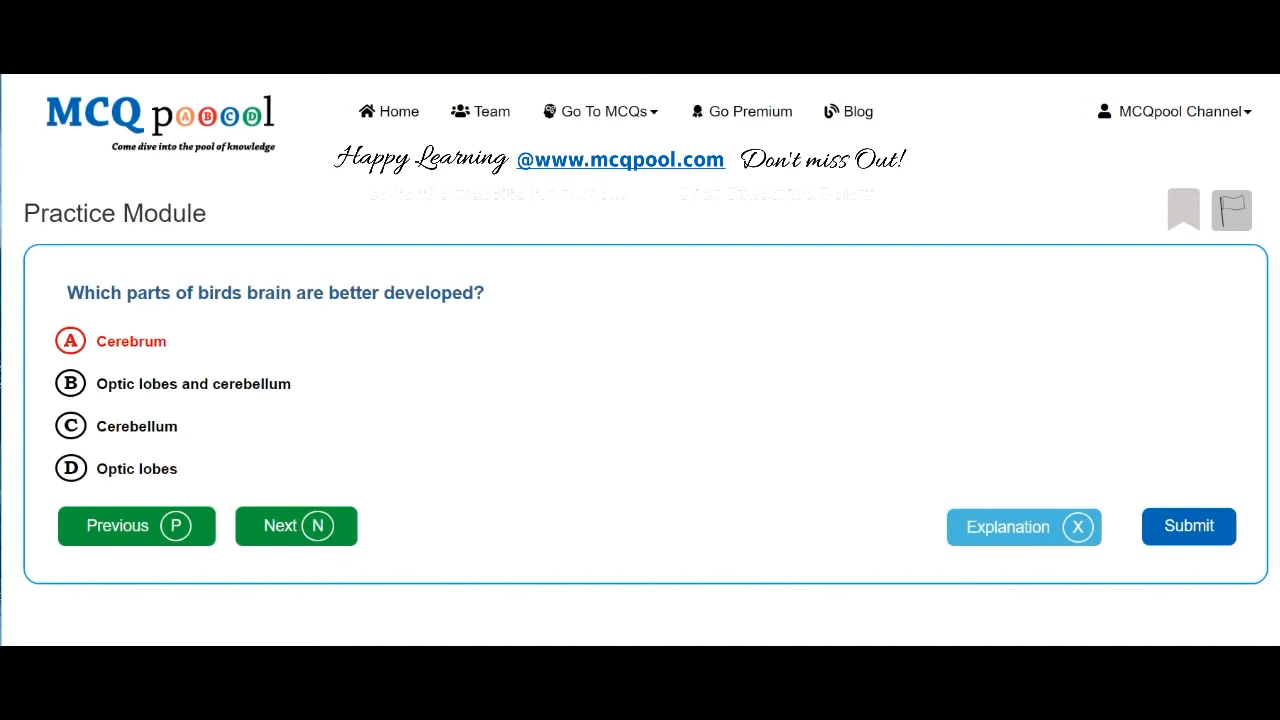 MCQ pABCDl
Come dive into the pool of knowledge
Home Team Go To MCQs Go Premium Blog MCQpool Channel
Happy Learning @www.mcqpool.com Don't miss Out!
Practice Module
Which parts of birds brain are better developed?
A Cerebrum
B Optic lobes and cerebellum
C Cerebellum
D Optic lobes
Previous P Next N Explanation X Submit